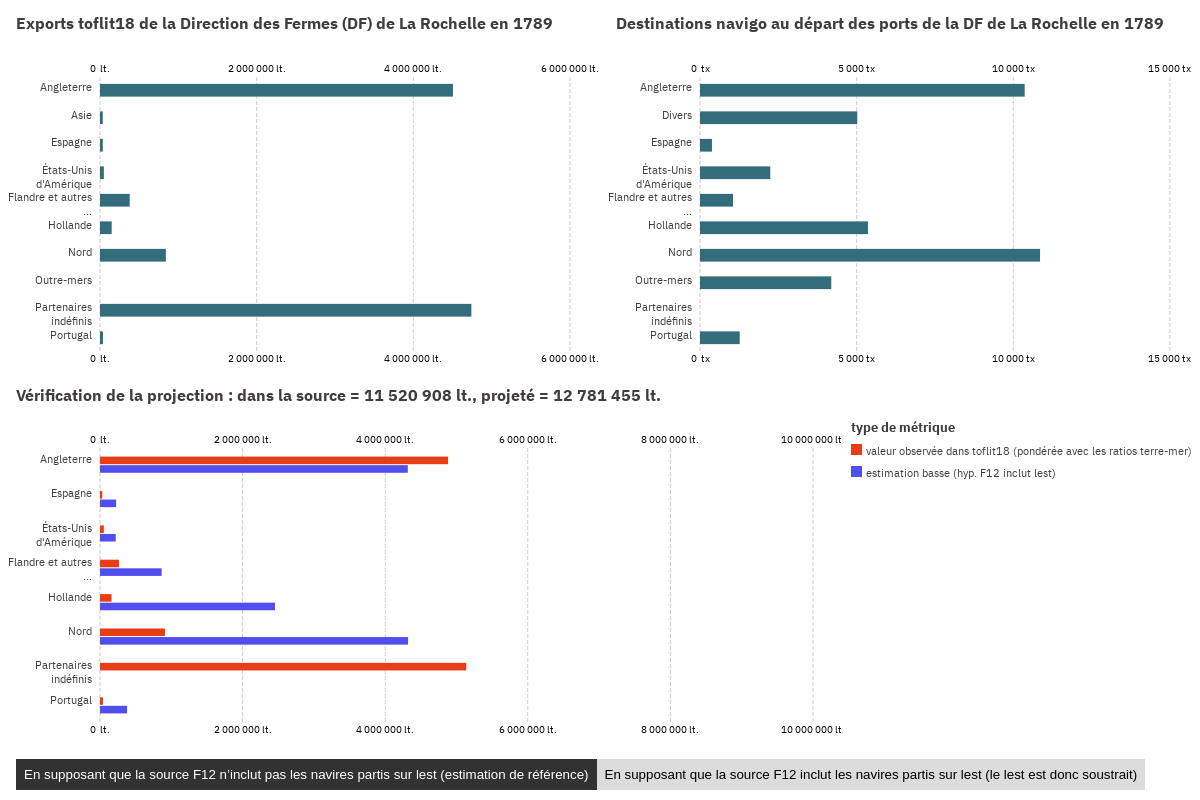 Exports toflit18 de la Direction des Fermes (DF) de La Rochelle en 1789
0 lt.
2 000 000 lt.
4 000 000 lt.
6 000 000 lt.
Angleterre
Asie
Espagne
États-Unis
d'Amérique
Flandre et autres
...
Hollande
Nord
Outre-mers
Partenaires
indéfinis
Portugal
0 lt.
2 000 000 lt.
4 000 000 lt.
6 000 000 lt.
Destinations navigo au départ des ports de la DF de La Rochelle en 1789
0 tx
5 000 tx
10 000 tx
15 000 tx
Angleterre
Divers
Espagne
États-Unis
d'Amérique
Flandre et autres
...
Hollande
Nord
Outre-mers
Partenaires
indéfinis
Portugal
0 tx
5 000 tx
10 000 tx
15 000 tx
Vérification de la projection : dans la source = 11 520 908 lt., projeté = 12 781 455 lt.
0 lt.
2 000 000 lt.
4 000 000 lt.
6 000 000 lt.
8 000 000 lt.
10 000 000 lt
Angleterre
Espagne
États-Unis
d'Amérique
Flandre et autres
...
Hollande
Nord
Partenaires
indéfinis
Portugal
0 lt.
2 000 000 lt.
4 000 000 lt.
6 000 000 lt.
8 000 000 lt.
10 000 000 lt
type de métrique
valeur observée dans toflit18 (pondérée avec les ratios terre-mer)
estimation basse (hyp. F12 inclut lest)
En supposant que la source F12 n’inclut pas les navires partis sur lest (estimation de référence)
En supposant que la source F12 inclut les navires partis sur lest (le lest est donc soustrait)